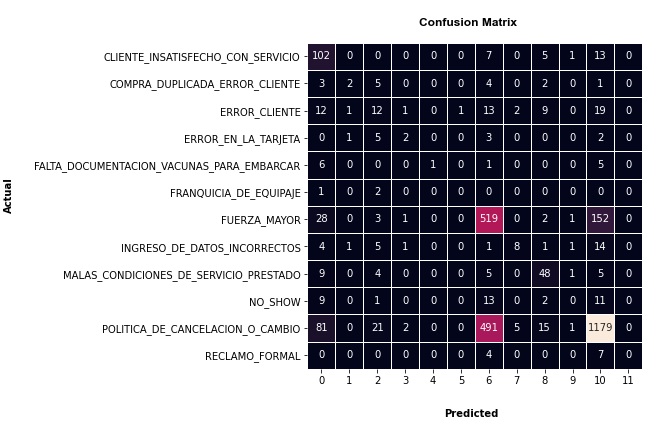 Confusion Matrix
CLIENTE_INSATISFECHO_CON_SERVICIO 102 0 0 0 0 0 7 0 5 1 13 0
COMPRA_DUPLICADA_ERROR_CLIENTE 3 2 5 0 0 0 4 0 2 0 1 0
ERROR_CLIENTE 12 1 12 1 0 1 13 2 9 0 19 0
ERROR_EN_LA_TARJETA 0 1 5 2 0 0 3 0 0 0 2 0
FALTA_DOCUMENTACION_VACUNAS_PARA_EMBARCAR 6 0 0 0 1 0 1 0 0 0 5 0
FRANQUICIA_DE_EQUIPAJE 1 0 2 0 0 0 0 0 0 0 0 0
FUERZA_MAYOR 28 0 3 1 0 0 519 0 2 1 152 0
INGRESO_DE_DATOS_INCORRECTOS 4 1 5 1 0 0 1 8 1 1 14 0
MALAS_CONDICIONES_DE_SERVICIO_PRESTADO 9 0 4 0 0 0 5 0 48 1 5 0
NO_SHOW 9 0 1 0 0 0 13 0 2 0 11 0
POLITICA_DE_CANCELACION_O_CAMBIO 81 0 21 2 0 0 491 5 15 1 1179 0
RECLAMO_FORMAL 0 0 0 0 0 0 4 0 0 0 7 0
0 1 2 3 4 5 6 7 8 9 10 11
Actual
Predicted